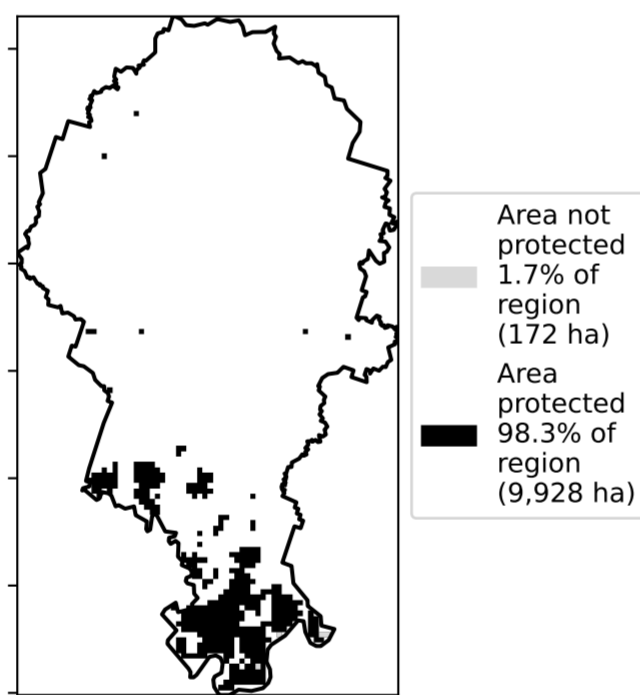 Area not
protected
1.7% of
region
(172 ha)
Area
protected
98.3% of
region
(9,928 ha)